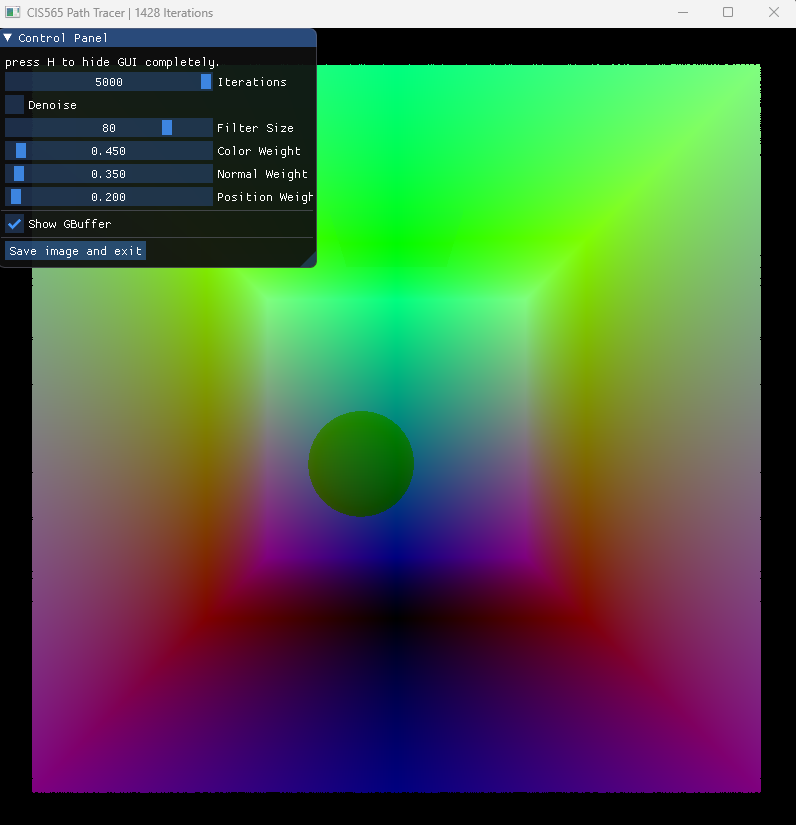 CIS565 Path Tracer | 1428 Iterations
Control Panel
press H to hide GUI completely.
5000 Iterations
Denoise
80 Filter Size
0.450 Color Weight
0.350 Normal Weight
0.200 Position Weigh
Show GBuffer
Save image and exit